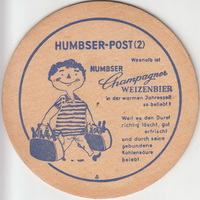 HUMBSER-POST(2)
Weshalb ist
HUMBSER
Champagner
WEIZENBIER
in der warmen Jahreszeit
so beliebt?
Weil es den Durst
richtig löscht, gut
erfrischt
und durch seine
gebundene
Kohlensäure
belebt